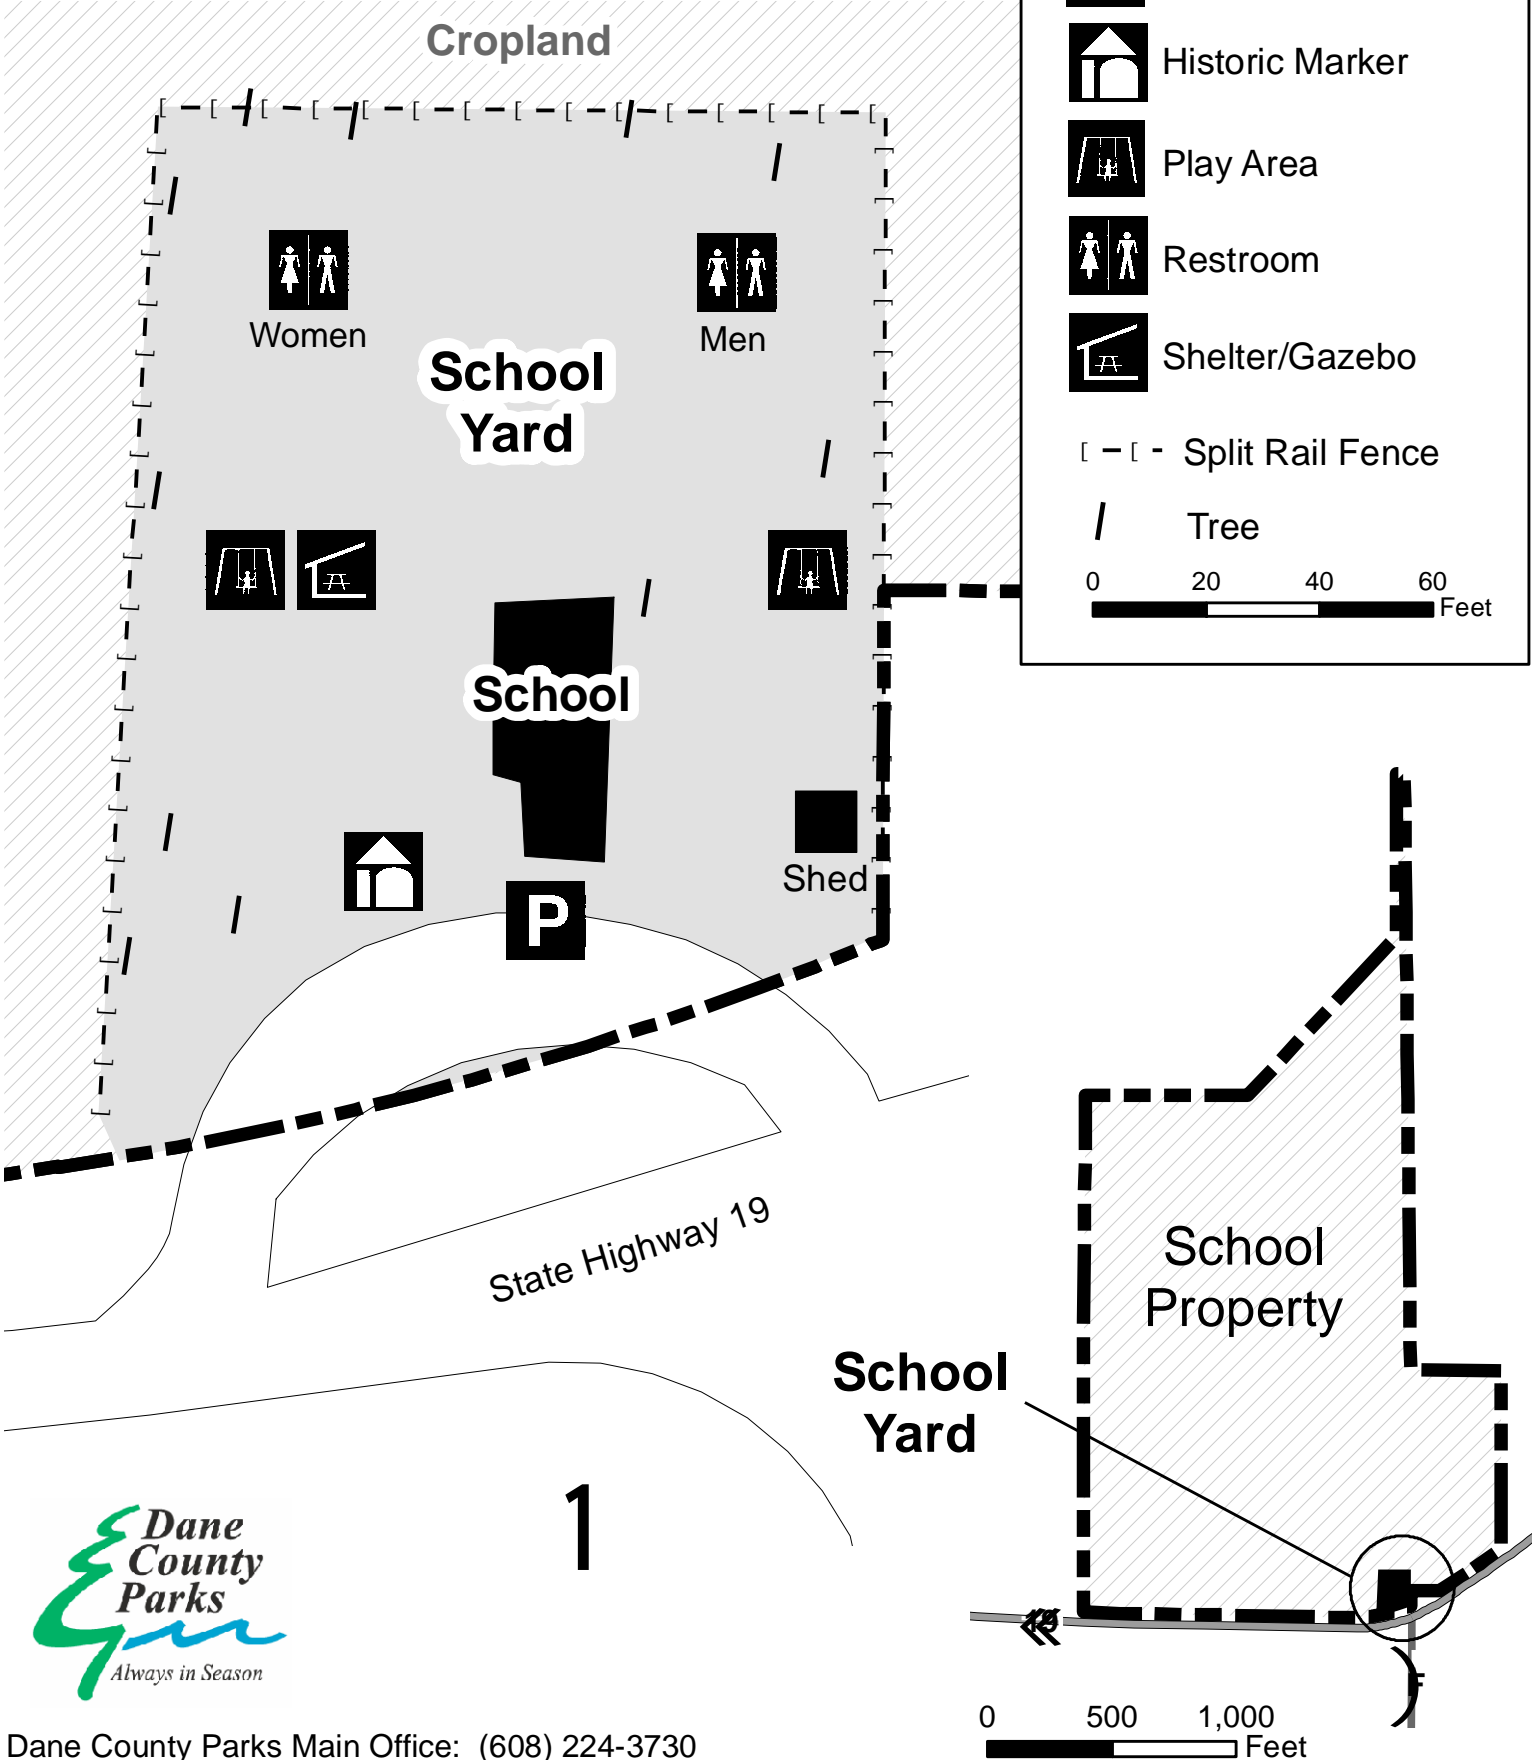 Cropland
Historic Marker
Play Area
Restroom
Shelter/Gazebo
Split Rail Fence
Tree
0 20 40 60
Feet
Women
Men
School
Yard
School
Shed
P
State Highway 19
School
Property
School
Yard
1
Dane
County
Parks
Always in Season
19
F
0 500 1,000
Feet
Dane County Parks Main Office: (608) 224-3730